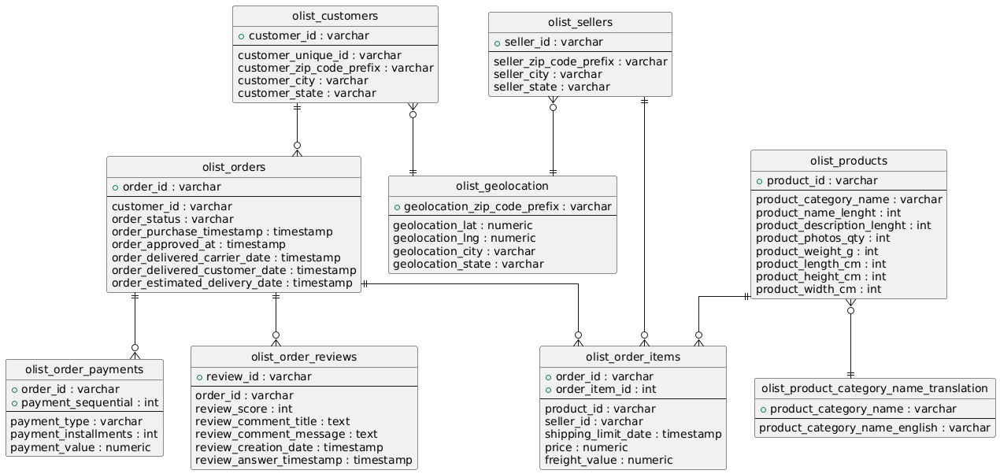 olist_customers
customer_id : varchar
customer_unique_id : varchar
customer_zip_code_prefix : varchar
customer_city : varchar
customer_state : varchar
olist_sellers
seller_id : varchar
seller_zip_code_prefix : varchar
seller_city : varchar
seller_state : varchar
olist_orders
order_id : varchar
customer_id : varchar
order_status : varchar
order_purchase_timestamp : timestamp
order_approved_at : timestamp
order_delivered_carrier_date : timestamp
order_delivered_customer_date : timestamp
order_estimated_delivery_date : timestamp
olist_geolocation
geolocation_zip_code_prefix : varchar
geolocation_lat : numeric
geolocation_lng : numeric
geolocation_city : varchar
geolocation_state : varchar
olist_products
product_id : varchar
product_category_name : varchar
product_name_lenght : int
product_description_lenght : int
product_photos_qty : int
product_weight_g : int
product_length_cm : int
product_height_cm : int
product_width_cm : int
olist_order_payments
order_id : varchar
payment_sequential : int
payment_type : varchar
payment_installments : int
payment_value : numeric
olist_order_reviews
review_id : varchar
order_id : varchar
review_score : int
review_comment_title : text
review_comment_message : text
review_creation_date : timestamp
review_answer_timestamp : timestamp
olist_order_items
order_id : varchar
order_item_id : int
product_id : varchar
seller_id : varchar
shipping_limit_date : timestamp
price : numeric
freight_value : numeric
olist_product_category_name_translation
product_category_name : varchar
product_category_name_english : varchar